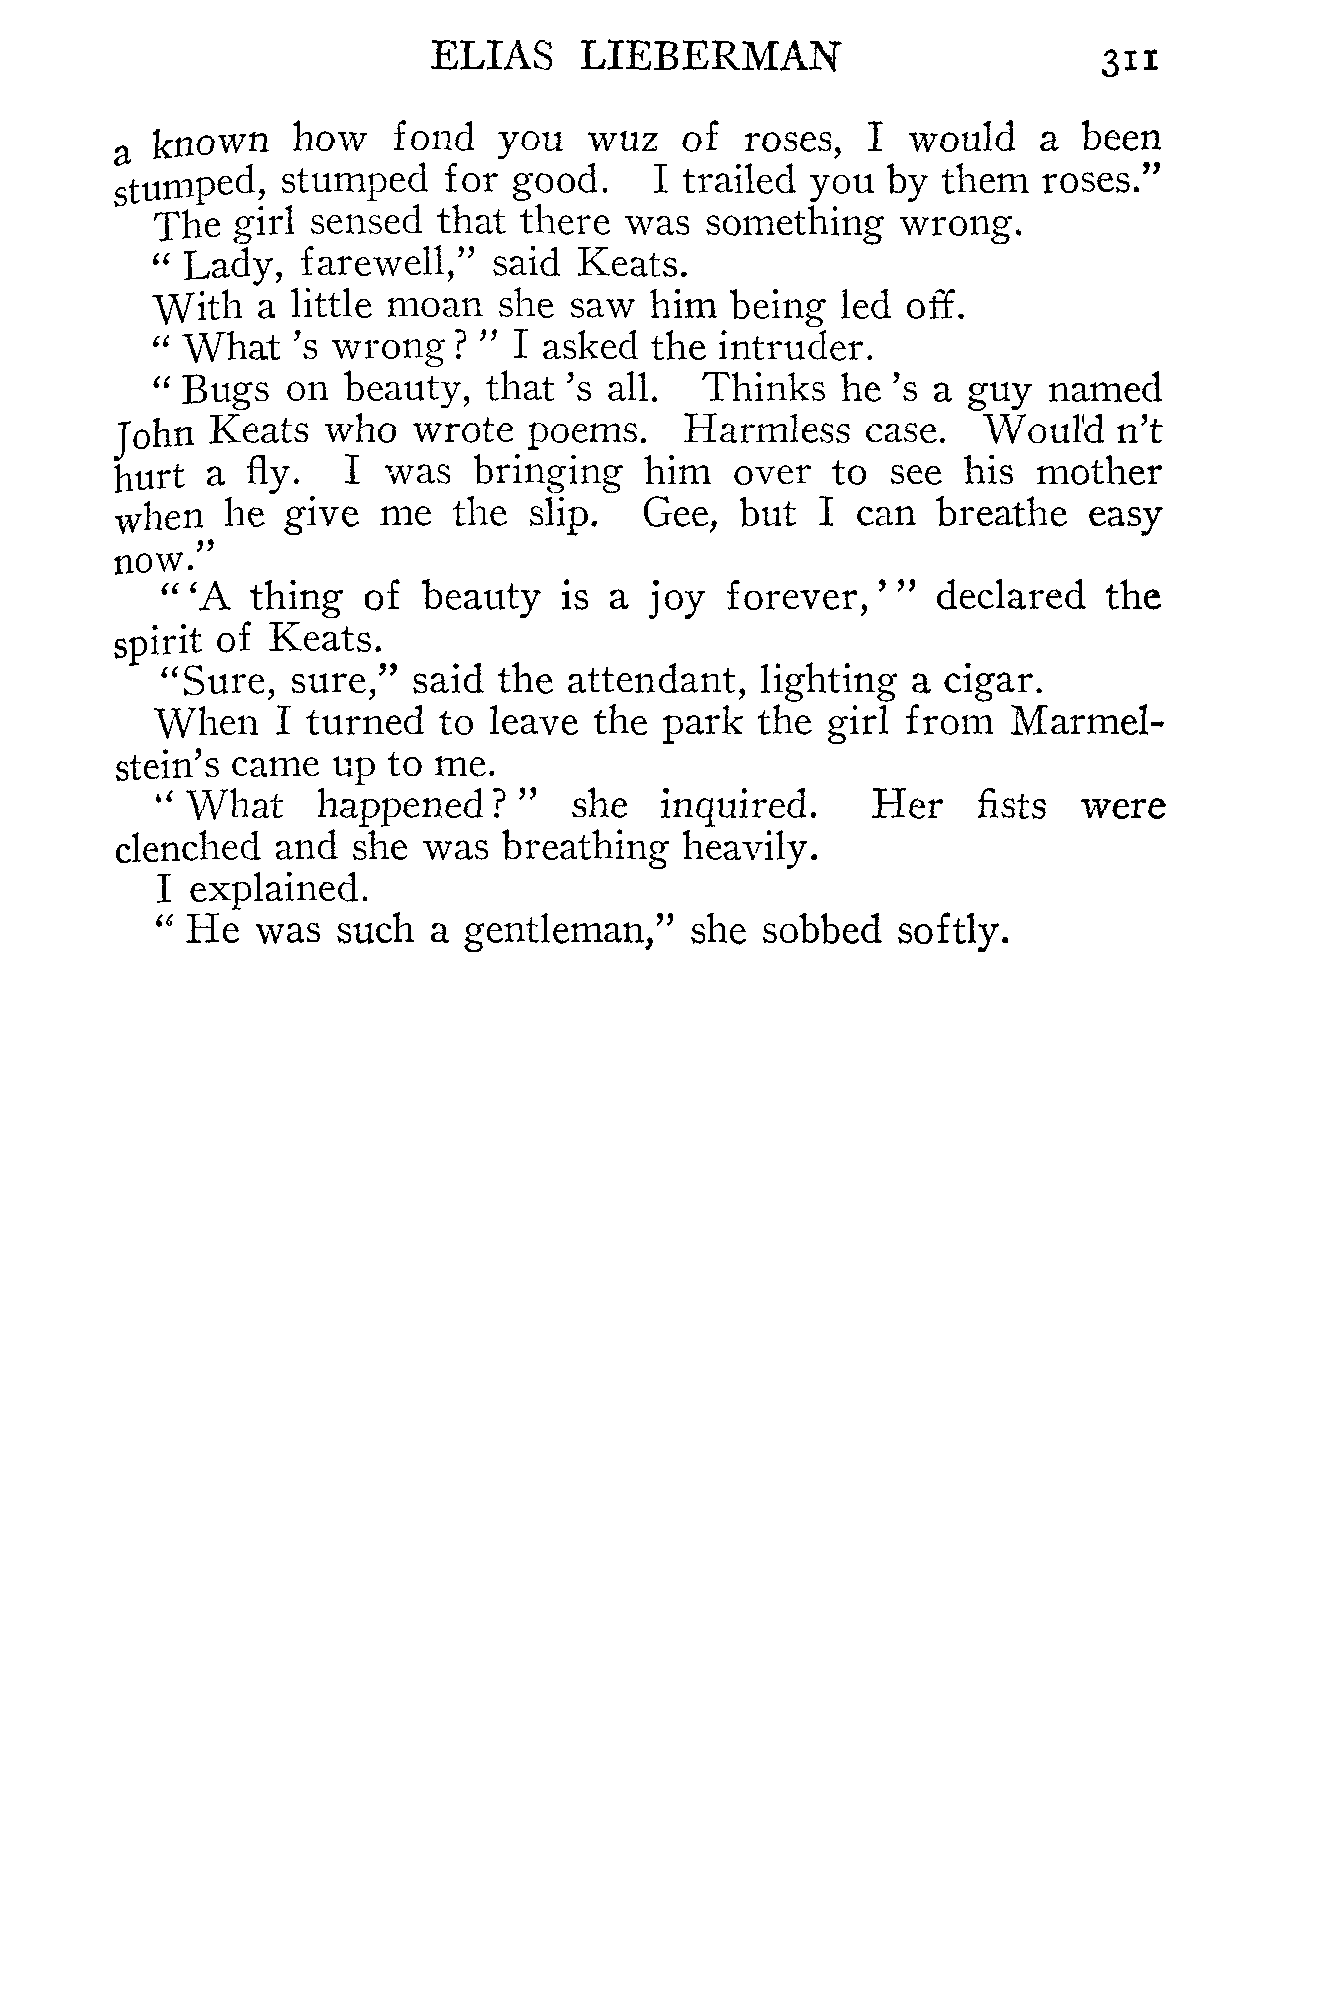 ELIAS LIEBERMAN 311
a known how fond you wuz of roses, I would a been
stumped, stumped for good. I trailed you by them roses.”
The girl sensed that there was something wrong.
“ Lady, farewell,” said Keats.
With a little moan she saw him being led off.
“ What ’s wrong? ” I asked the intruder.
“ Bugs on beauty, that ’s all. Thinks he ’s a guy named
John Keats who wrote poems. Harmless case. Would n’t
hurt a fly. I was bringing him over to see his mother
when he give me the slip. Gee, but I can breathe easy
now.”
“ ‘A thing of beauty is a joy forever, ’ ” declared the
spirit of Keats.
“Sure, sure,” said the attendant, lighting a cigar.
When I turned to leave the park the girl from Marmel-
stein’s came up to me.
“ What happened? ” she inquired. Her fists were
clenched and she was breathing heavily.
I explained.
“ He was such a gentleman,” she sobbed softly.